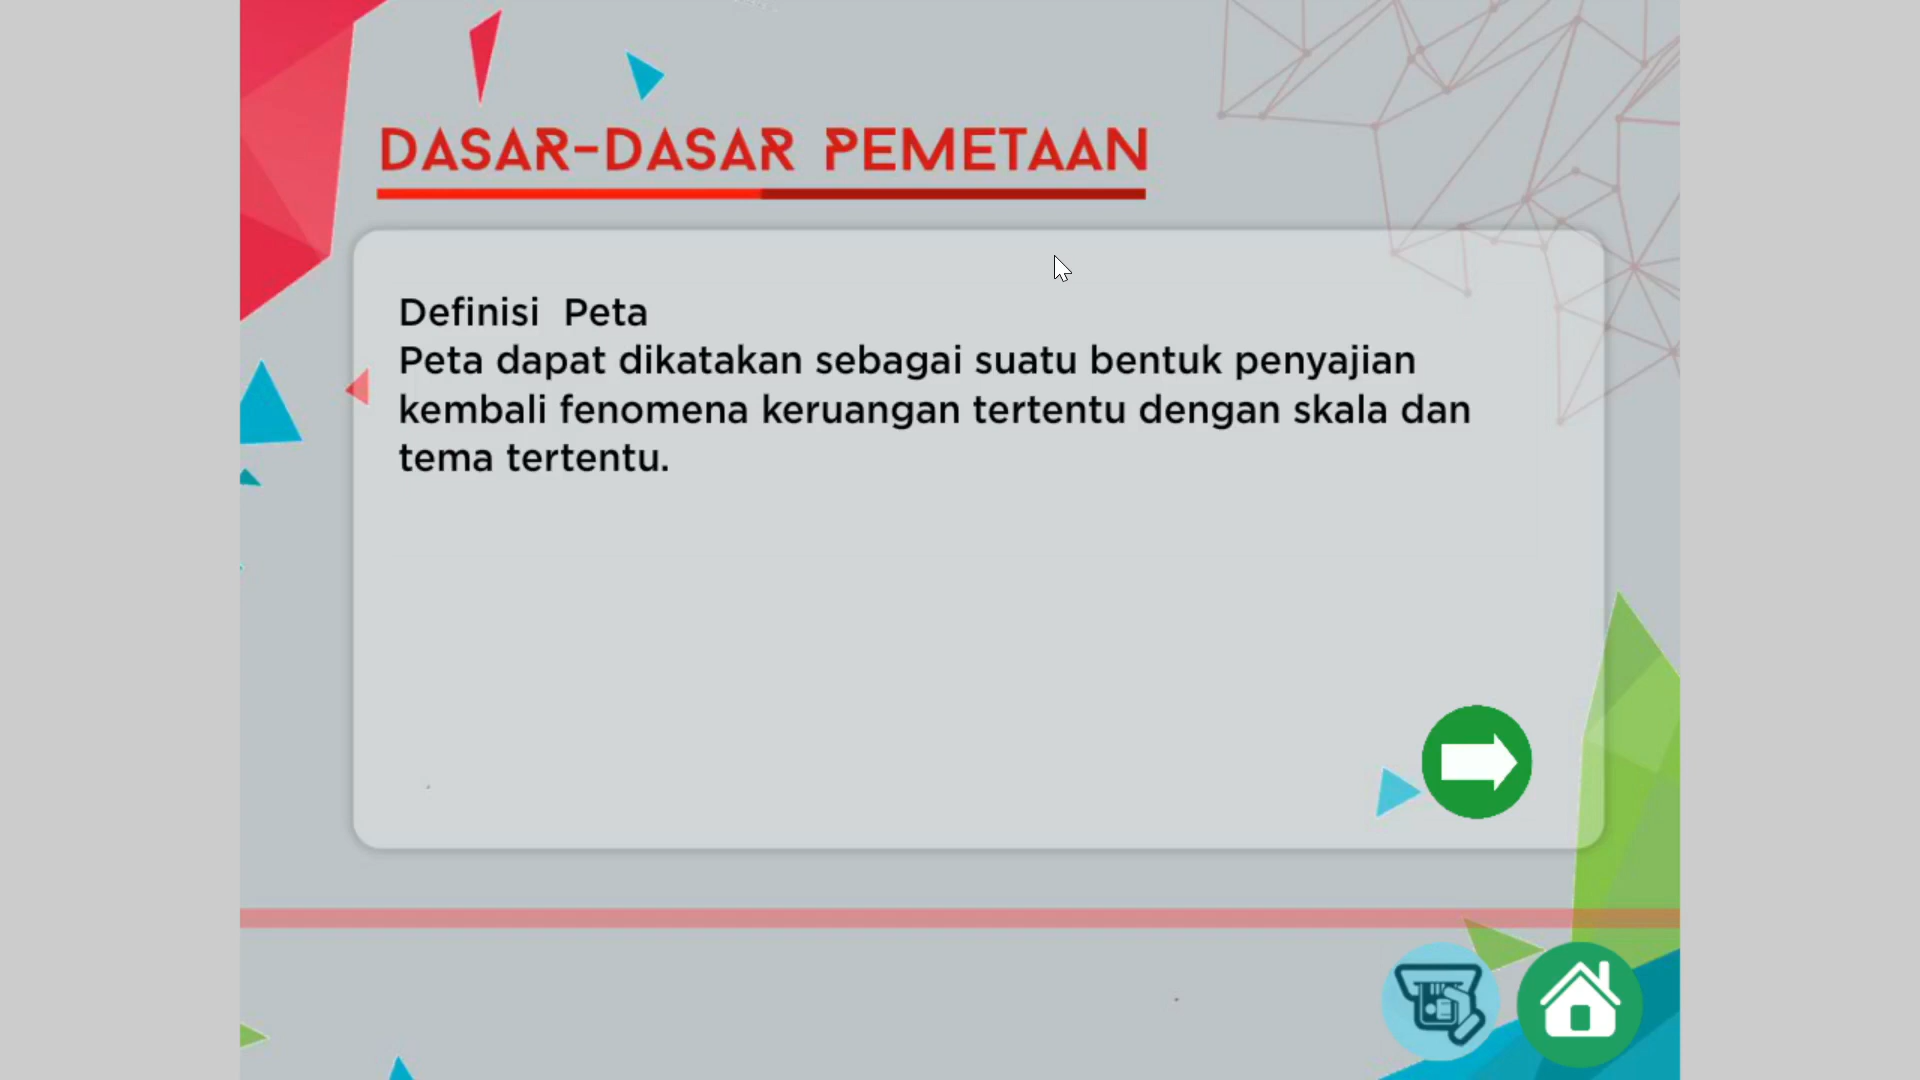 DASAR-DASAR PEMETAAN
Definisi Peta
Peta dapat dikatakan sebagai suatu bentuk penyajian
kembali fenomena keruangan tertentu dengan skala dan
tema tertentu.